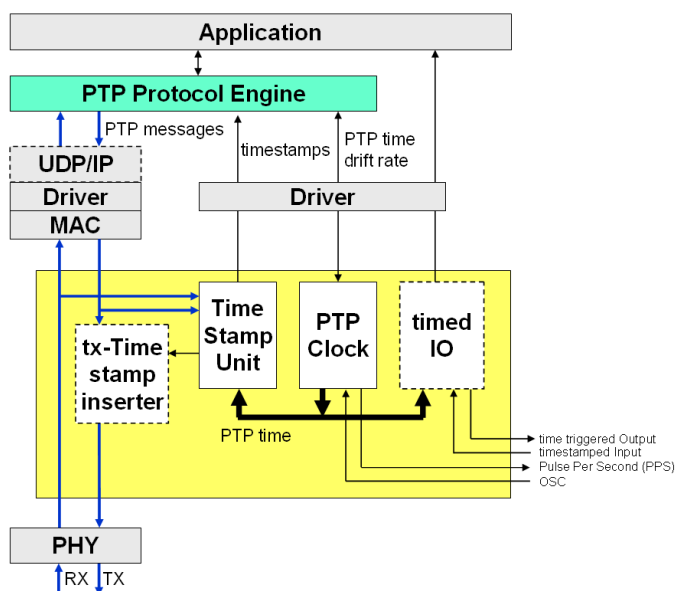 Application
PTP Protocol Engine
PTP messages
timestamps
PTP time
drift rate
UDP/IP
Driver
MAC
Driver
Time
Stamp
Unit
PTP
Clock
timed
IO
tx-Time
stamp
inserter
PTP time
time triggered Output
timestamped Input
Pulse Per Second (PPS)
OSC
PHY
RX
TX